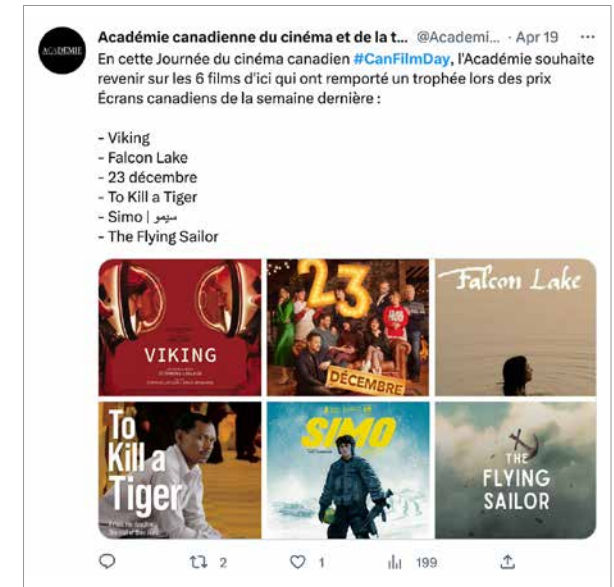 ACADÉMIE
Académie canadienne du cinéma et de la t... @Academi... · Apr 19
En cette Journée du cinéma canadien #CanFilmDay, l'Académie souhaite
revenir sur les 6 films d'ici qui ont remporté un trophée lors des prix
Écrans canadiens de la semaine dernière :
- Viking
- Falcon Lake
- 23 décembre
- To Kill a Tiger
- Simo | سيمو
- The Flying Sailor
VIKING
23
DÉCEMBRE
Falcon Lake
To
Kill a
Tiger
SIMO
THE
FLYING
SAILOR
2
1
199